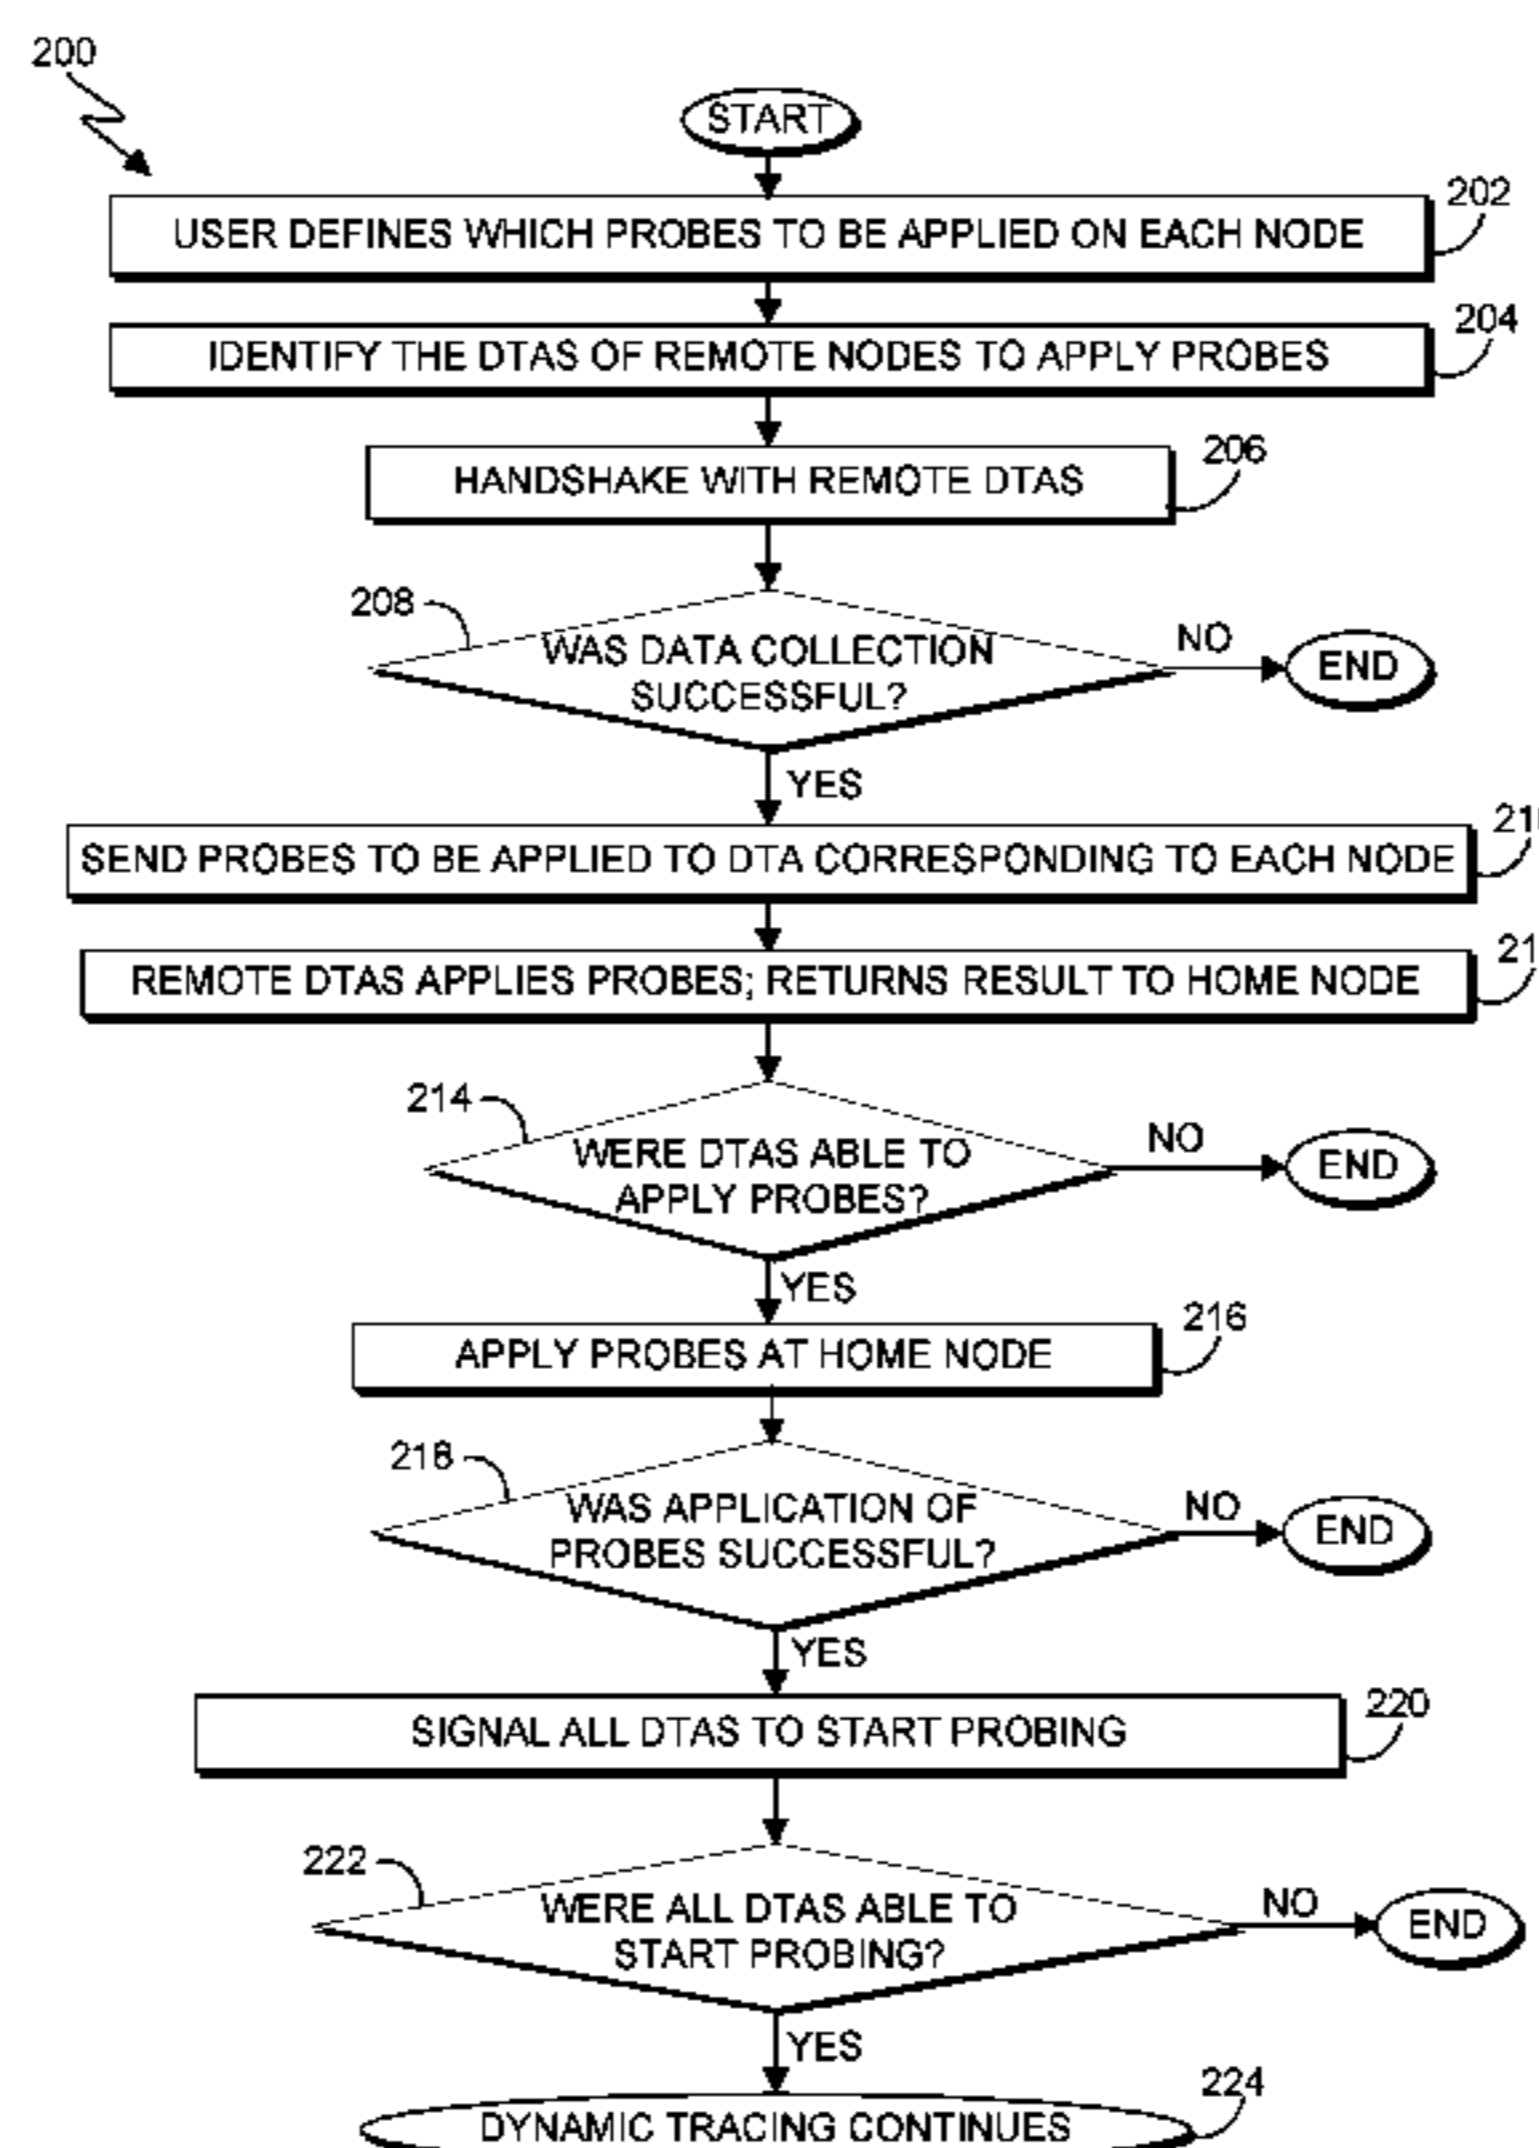 200
START
202
USER DEFINES WHICH PROBES TO BE APPLIED ON EACH NODE
204
IDENTIFY THE DTAS OF REMOTE NODES TO APPLY PROBES
206
HANDSHAKE WITH REMOTE DTAS
208
WAS DATA COLLECTION
SUCCESSFUL?
NO
END
YES
SEND PROBES TO BE APPLIED TO DTA CORRESPONDING TO EACH NODE
REMOTE DTAS APPLIES PROBES; RETURNS RESULT TO HOME NODE
214
WERE DTAS ABLE TO
APPLY PROBES?
NO
END
YES
216
APPLY PROBES AT HOME NODE
218
WAS APPLICATION OF
PROBES SUCCESSFUL?
NO
END
YES
220
SIGNAL ALL DTAS TO START PROBING
222
WERE ALL DTAS ABLE TO
START PROBING?
NO
END
YES
224
DYNAMIC TRACING CONTINUES